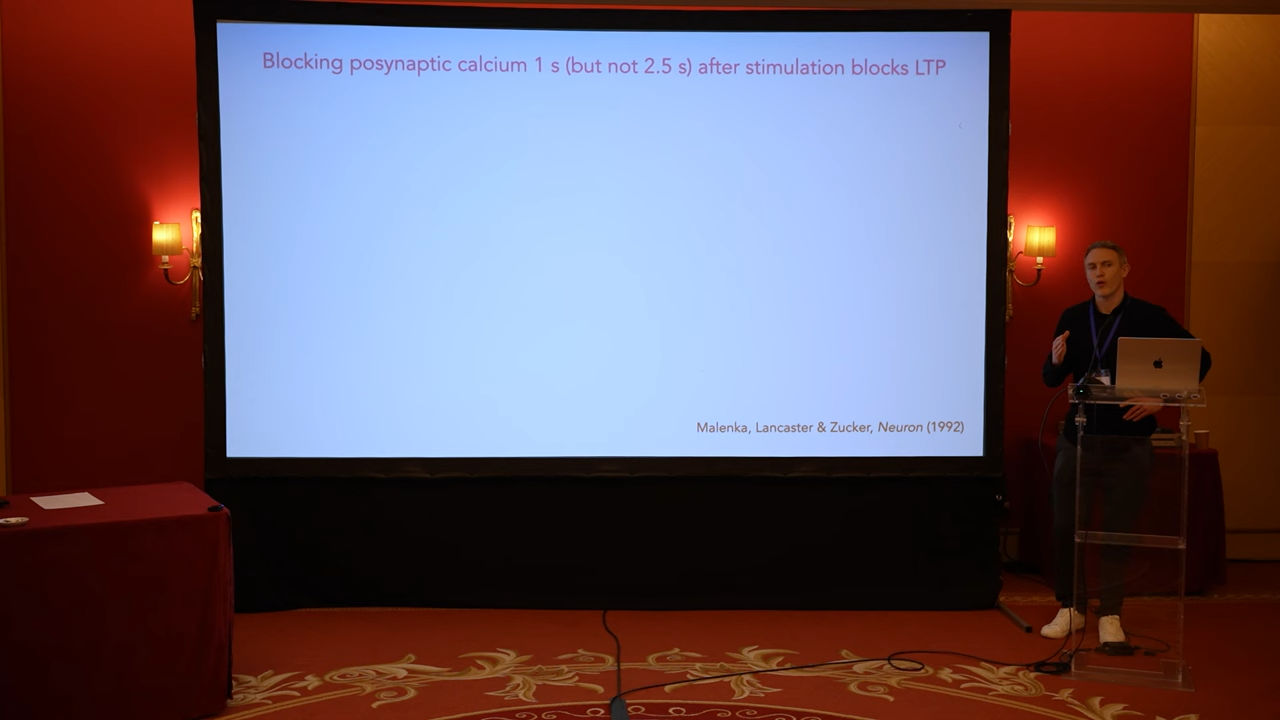 Blocking posynaptic calcium 1 s (but not 2.5 s) after stimulation blocks LTP
Malenka, Lancaster & Zucker, Neuron (1992)